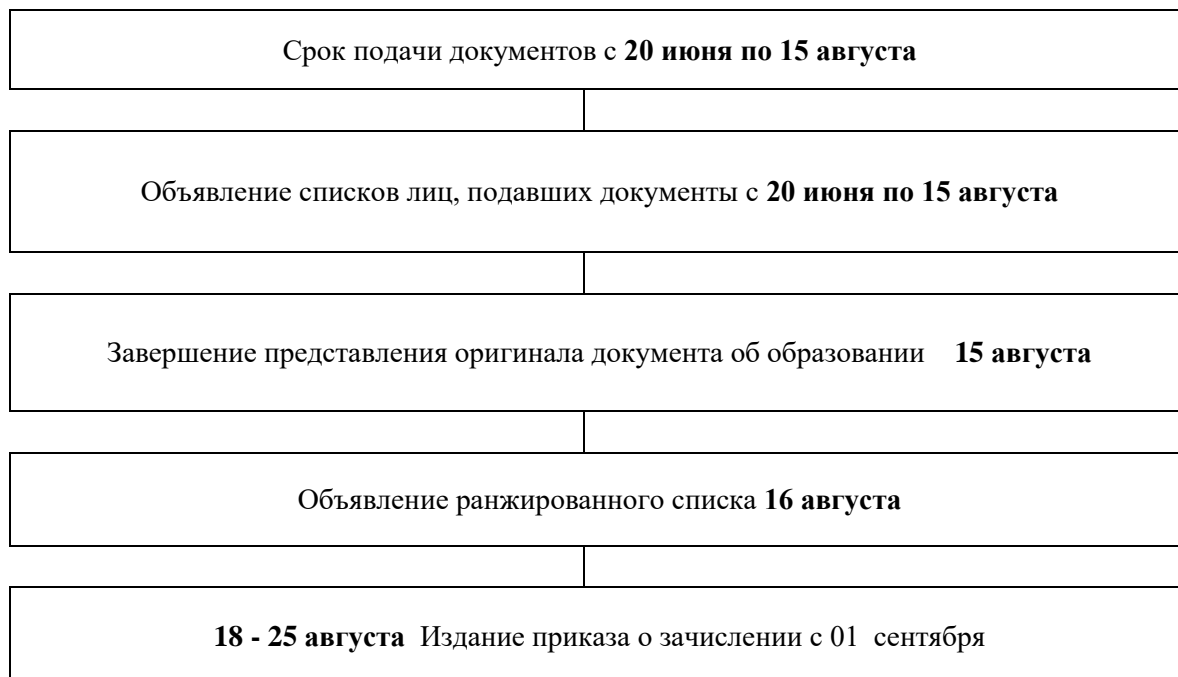 Срок подачи документов с 20 июня по 15 августа
Объявление списков лиц, подавших документы с 20 июня по 15 августа
Завершение представления оригинала документа об образовании 15 августа
Объявление ранжированного списка 16 августа
18 - 25 августа Издание приказа о зачислении с 01 сентября